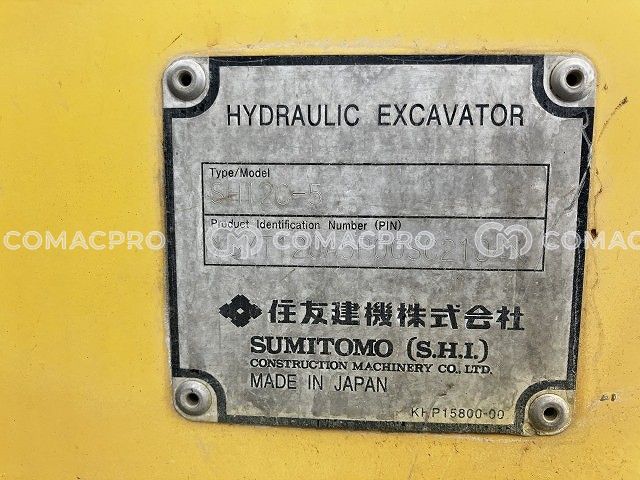 HYDRAULIC EXCAVATOR
Type/Model
SH120-5
Product Identification Number (PIN)
COMACPRO COMACPRO COMACPRO
住友建機株式会社
SUMITOMO (S.H.I.)
CONSTRUCTION MACHINERY CO., LTD.
MADE IN JAPAN
KHP15800-00